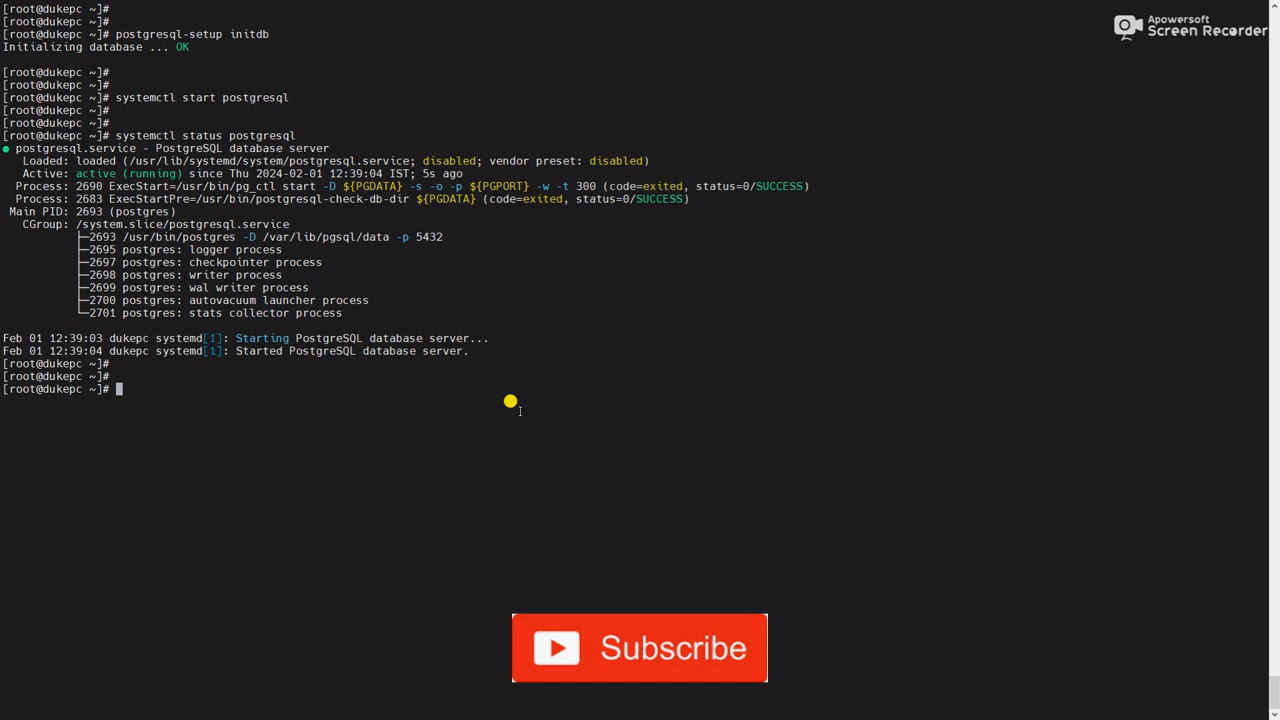 [root@dukepc ~]#
[root@dukepc ~]#
[root@dukepc ~]# postgresql-setup initdb
Initializing database ... OK
[root@dukepc ~]#
[root@dukepc ~]#
[root@dukepc ~]# systemctl start postgresql
[root@dukepc ~]#
[root@dukepc ~]#
[root@dukepc ~]# systemctl status postgresql
● postgresql.service - PostgreSQL database server
   Loaded: loaded (/usr/lib/systemd/system/postgresql.service; disabled; vendor preset: disabled)
   Active: active (running) since Thu 2024-02-01 12:39:04 IST; 5s ago
  Process: 2690 ExecStart=/usr/bin/pg_ctl start -D ${PGDATA} -s -o -p ${PGPORT} -w -t 300 (code=exited, status=0/SUCCESS)
  Process: 2683 ExecStartPre=/usr/bin/postgresql-check-db-dir ${PGDATA} (code=exited, status=0/SUCCESS)
 Main PID: 2693 (postgres)
   CGroup: /system.slice/postgresql.service
           ├─2693 /usr/bin/postgres -D /var/lib/pgsql/data -p 5432
           ├─2695 postgres: logger process
           ├─2697 postgres: checkpointer process
           ├─2698 postgres: writer process
           ├─2699 postgres: wal writer process
           ├─2700 postgres: autovacuum launcher process
           └─2701 postgres: stats collector process
Feb 01 12:39:03 dukepc systemd[1]: Starting PostgreSQL database server...
Feb 01 12:39:04 dukepc systemd[1]: Started PostgreSQL database server.
[root@dukepc ~]#
[root@dukepc ~]#
[root@dukepc ~]#
Apowersoft
Screen Recorder
Subscribe